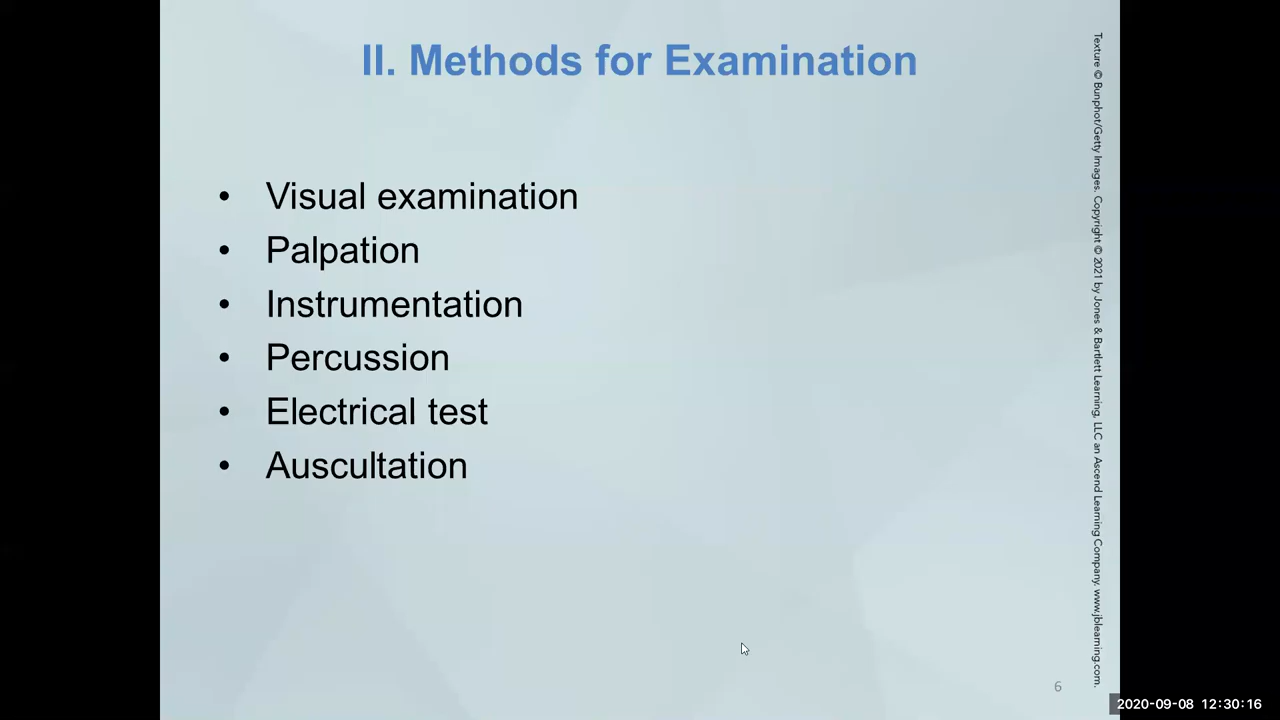 II. Methods for Examination
• Visual examination
• Palpation
• Instrumentation
• Percussion
• Electrical test
• Auscultation
Texture © Bunphot/Getty Images. Copyright © 2021 by Jones & Bartlett Learning, LLC an Ascend Learning Company. www.jblearning.com.
6
2020-09-08 12:30:16